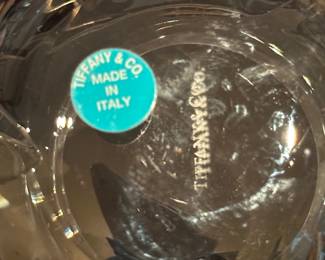 TIFFANY & CO.
MADE
IN
ITALY
TIFFANY & CO.